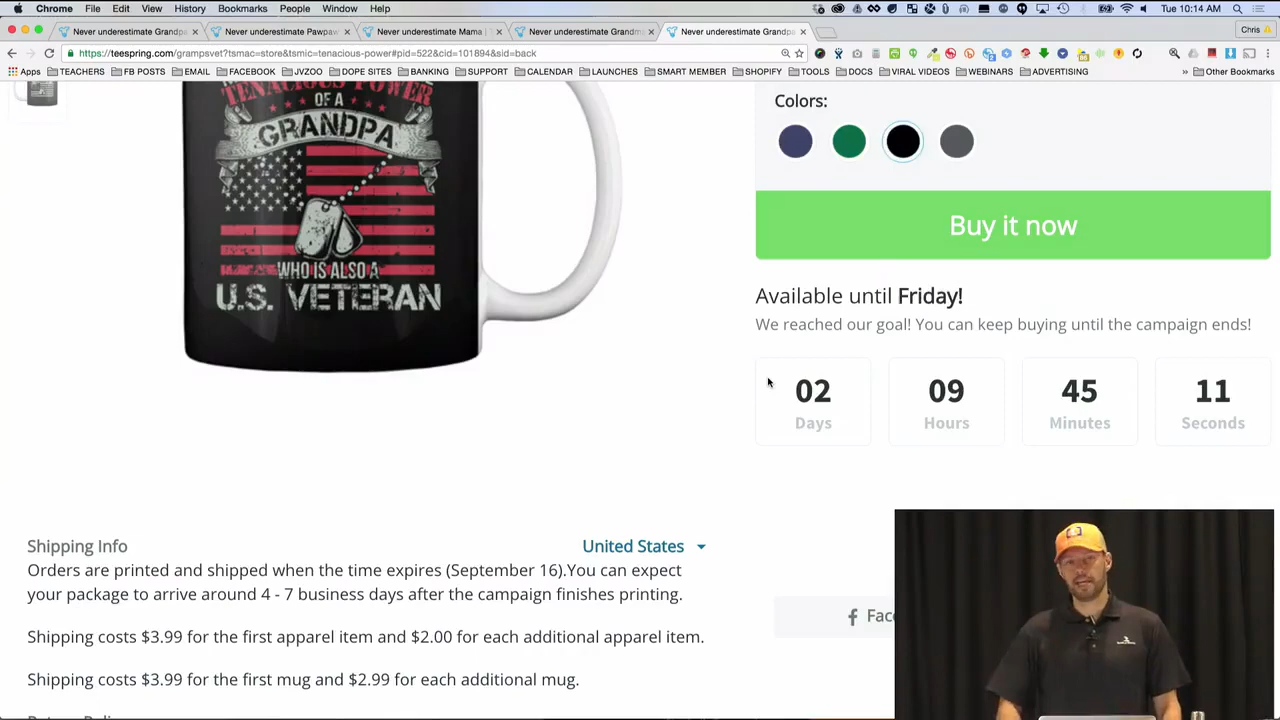 Chrome File Edit View History Bookmarks People Window Help Tue 10:14 AM
Never underestimate Grandpa Never underestimate Pawpaw Never underestimate Mama | T Never underestimate Grandm Never underestimate Grandpa Chris
https://teespring.com/grampsvet?tsmac=store&tsmic=tenacious-power#pid=522&cid=101894&sid=back
Apps TEACHERS FB POSTS EMAIL FACEBOOK JVZOO DOPE SITES BANKING SUPPORT CALENDAR LAUNCHES SMART MEMBER SHOPIFY TOOLS DOCS VIRAL VIDEOS WEBINARS ADVERTISING » Other Bookmarks
TENACIOUS POWER
OF A
GRANDPA
WHO IS ALSO A
U.S. VETERAN
Colors:
Buy it now
Available until Friday!
We reached our goal! You can keep buying until the campaign ends!
02 09 45 11
Days Hours Minutes Seconds
Shipping Info United States
Orders are printed and shipped when the time expires (September 16).You can expect
your package to arrive around 4 - 7 business days after the campaign finishes printing.
Shipping costs $3.99 for the first apparel item and $2.00 for each additional apparel item.
Shipping costs $3.99 for the first mug and $2.99 for each additional mug.
Face